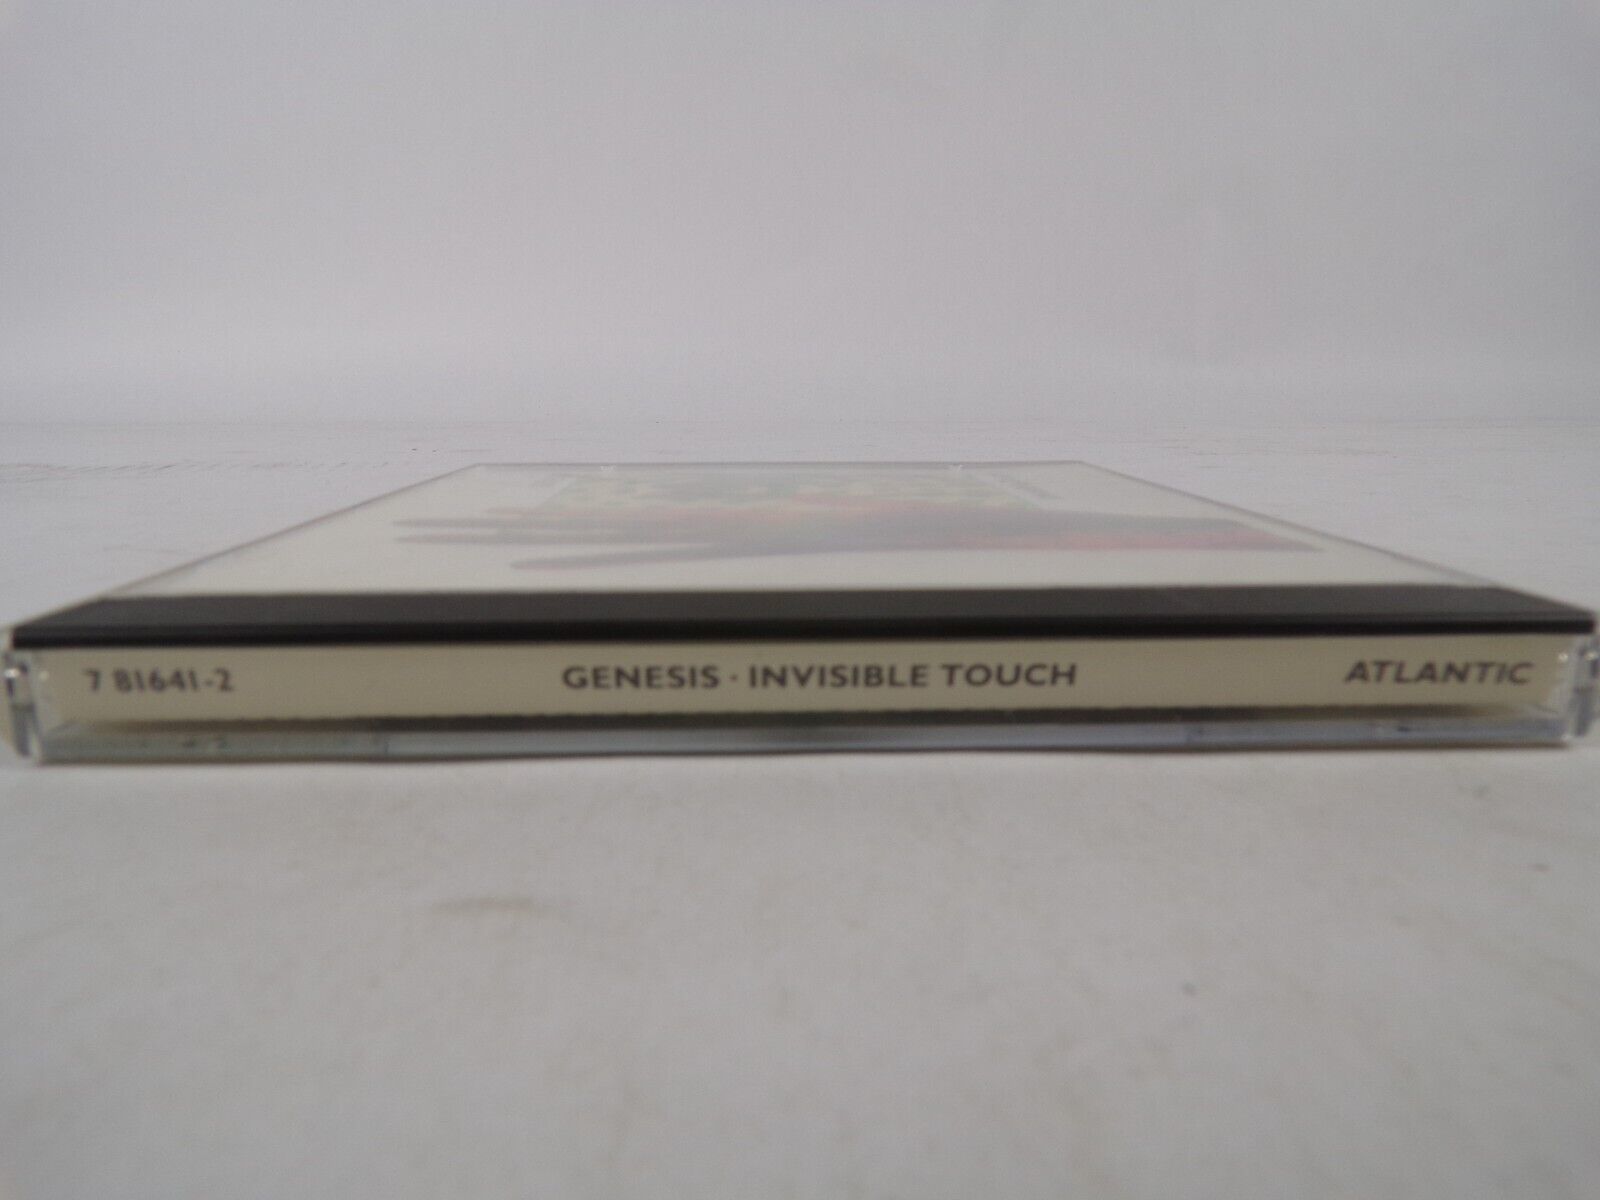 7 81641-2 GENESIS · INVISIBLE TOUCH ATLANTIC